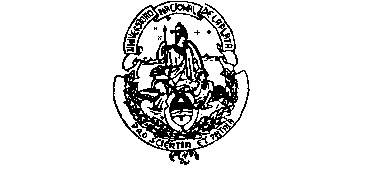 UNIVERSIDAD NACIONAL DE LA PLATA
PRO SCIENTIA ET PATRIA